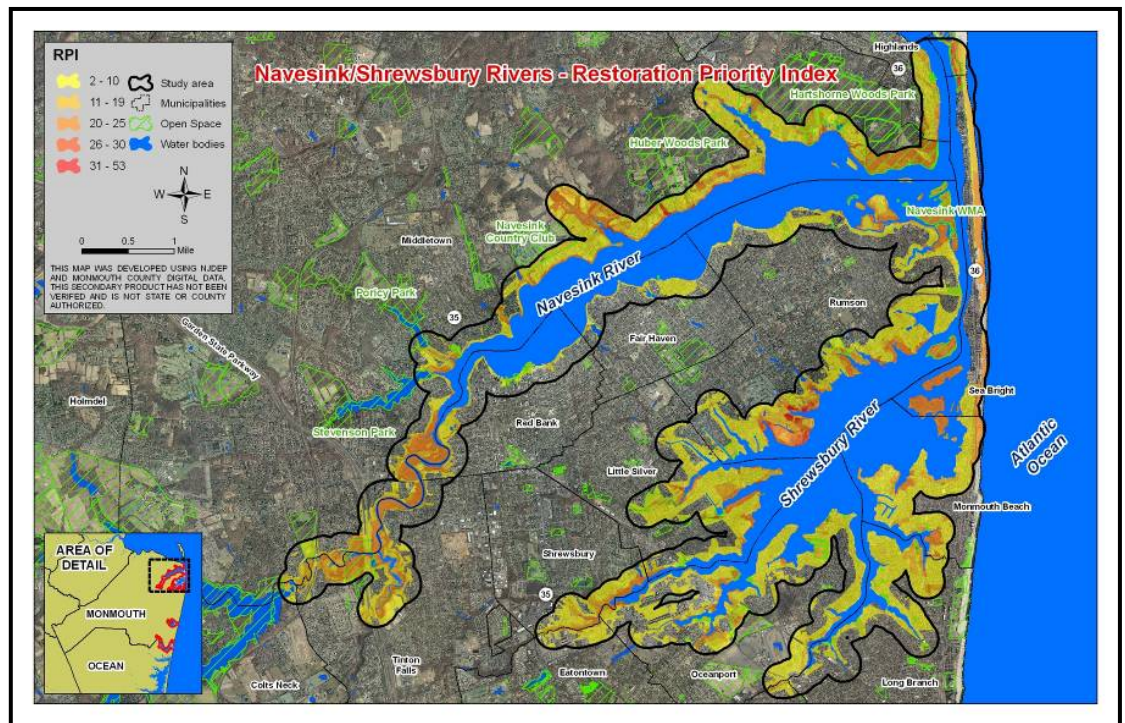 Navesink/Shrewsbury Rivers - Restoration Priority Index
RPI
2 - 10
11 - 19
20 - 25
26 - 30
31 - 53
Study area
Municipalities
Open Space
Water bodies
N
W E
S
0 0.5 1
Mile
THIS MAP WAS DEVELOPED USING NJDEP
AND MONMOUTH COUNTY DIGITAL DATA,
THIS SECONDARY PRODUCT HAS NOT BEEN
VERIFED AND IS NOT STATE OR COUNTY
AUTHORIZED.
Highlands
36
Hartshorne Woods Park
Huber Woods Park
Navesink WMA
Navesink
Country Club
Middletown
Navesink River
36
Poricy Park
35
Rumson
Garden State Parkway
Fair Haven
Holmdel
Sea Bright
Stevenson Park
Red Bank
Shrewsbury River
Atlantic
Ocean
Little Silver
Monmouth Beach
Shrewsbury
35
Tinton
Falls
Colts Neck
Eatontown
Oceanport
Long Branch
AREA OF
DETAIL
MONMOUTH
OCEAN